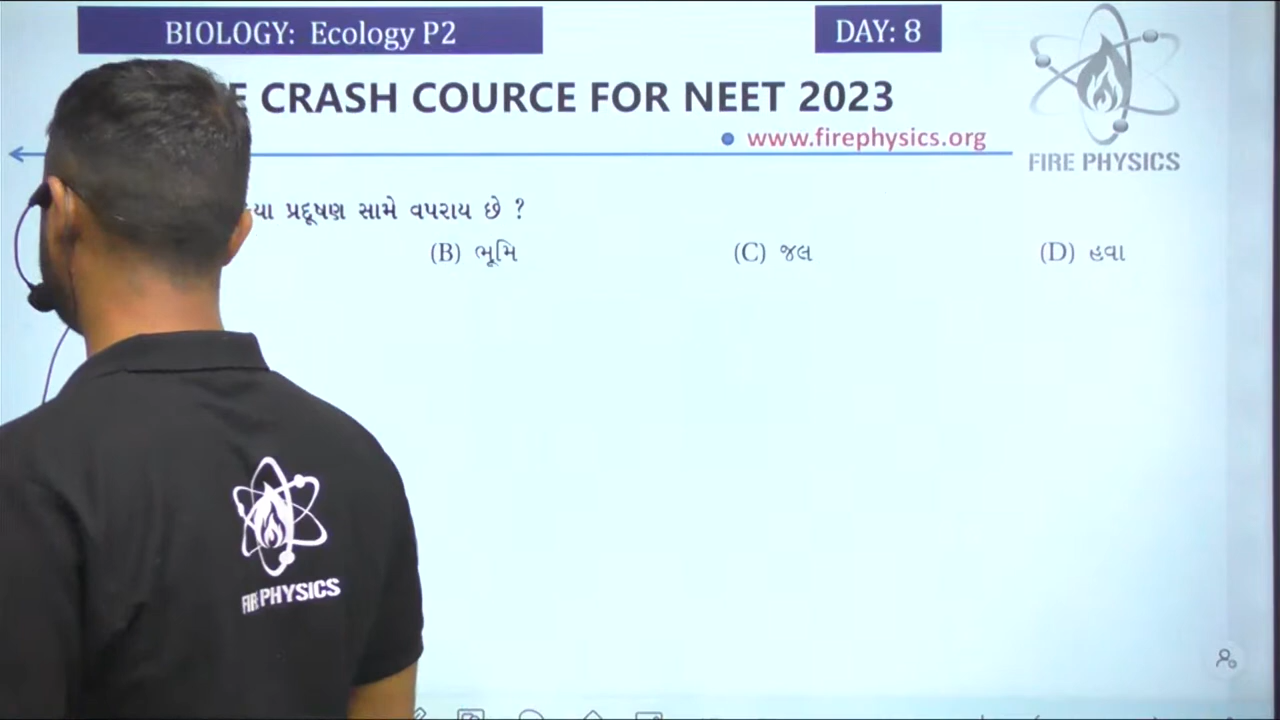 BIOLOGY: Ecology P2
DAY: 8
CRASH COURCE FOR NEET 2023
www.firephysics.org
FIRE PHYSICS
પ્રદૂષણ સામે વપરાય છે ?
(B) ભૂમિ
(C) જલ
(D) હવા
FIRE PHYSICS